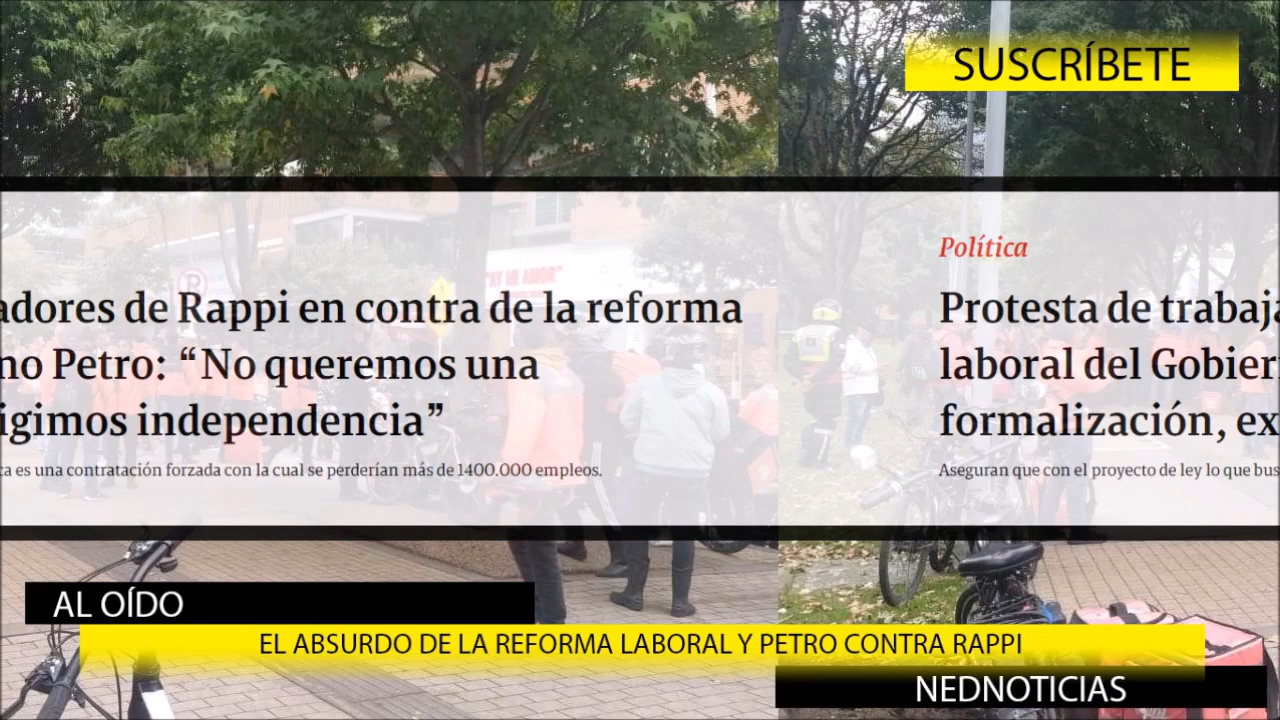 SUSCRÍBETE
adores de Rappi en contra de la reforma
no Petro: “No queremos una
igimos independencia”
ca es una contratación forzada con la cual se perderían más de 1400.000 empleos.
Política
Protesta de trabaja
laboral del Gobier
formalización, ex
Aseguran que con el proyecto de ley lo que bus
AL OÍDO
EL ABSURDO DE LA REFORMA LABORAL Y PETRO CONTRA RAPPI
NEDNOTICIAS